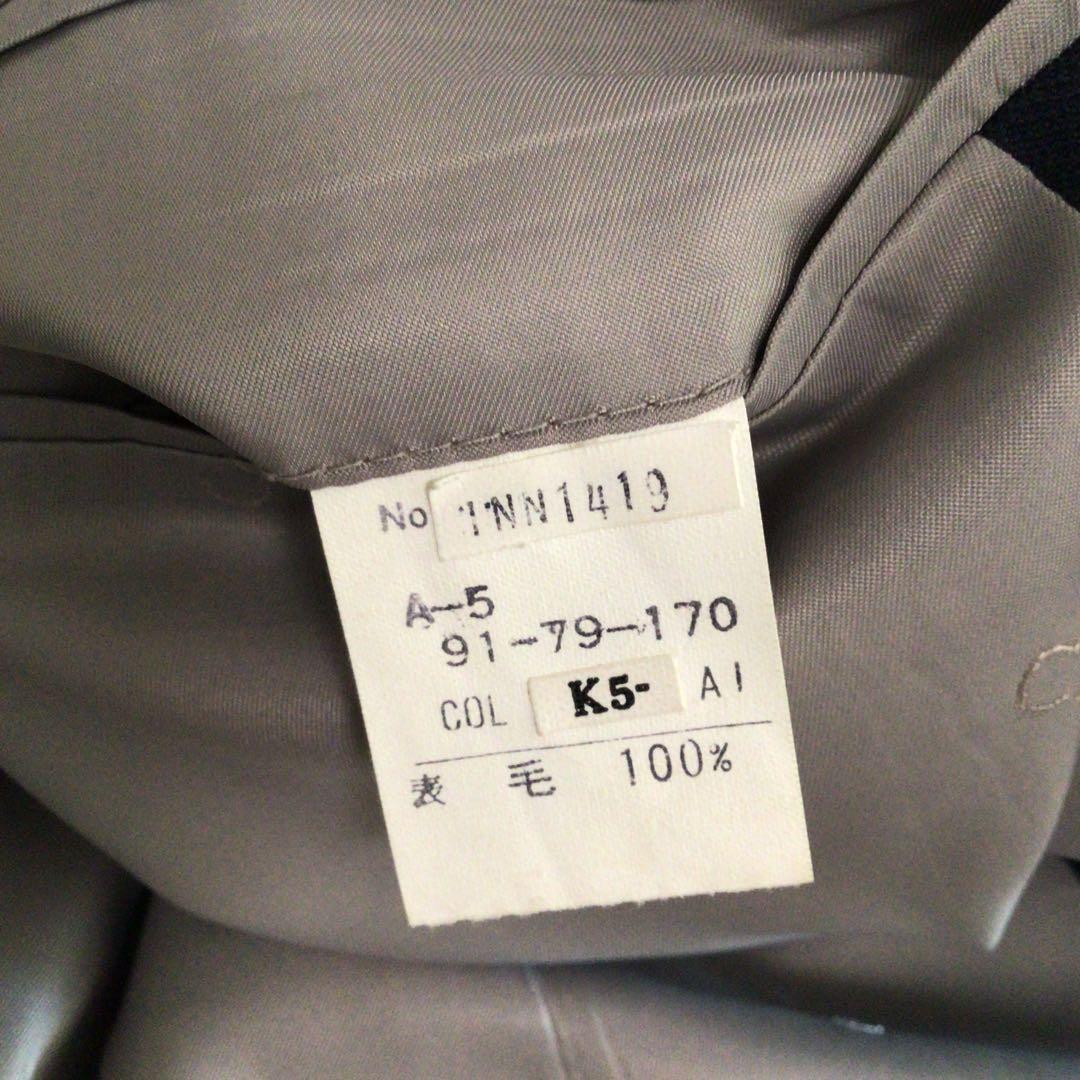 No 1NN1419
A-5
91-79-170
COL K5- AI
表 毛 100%